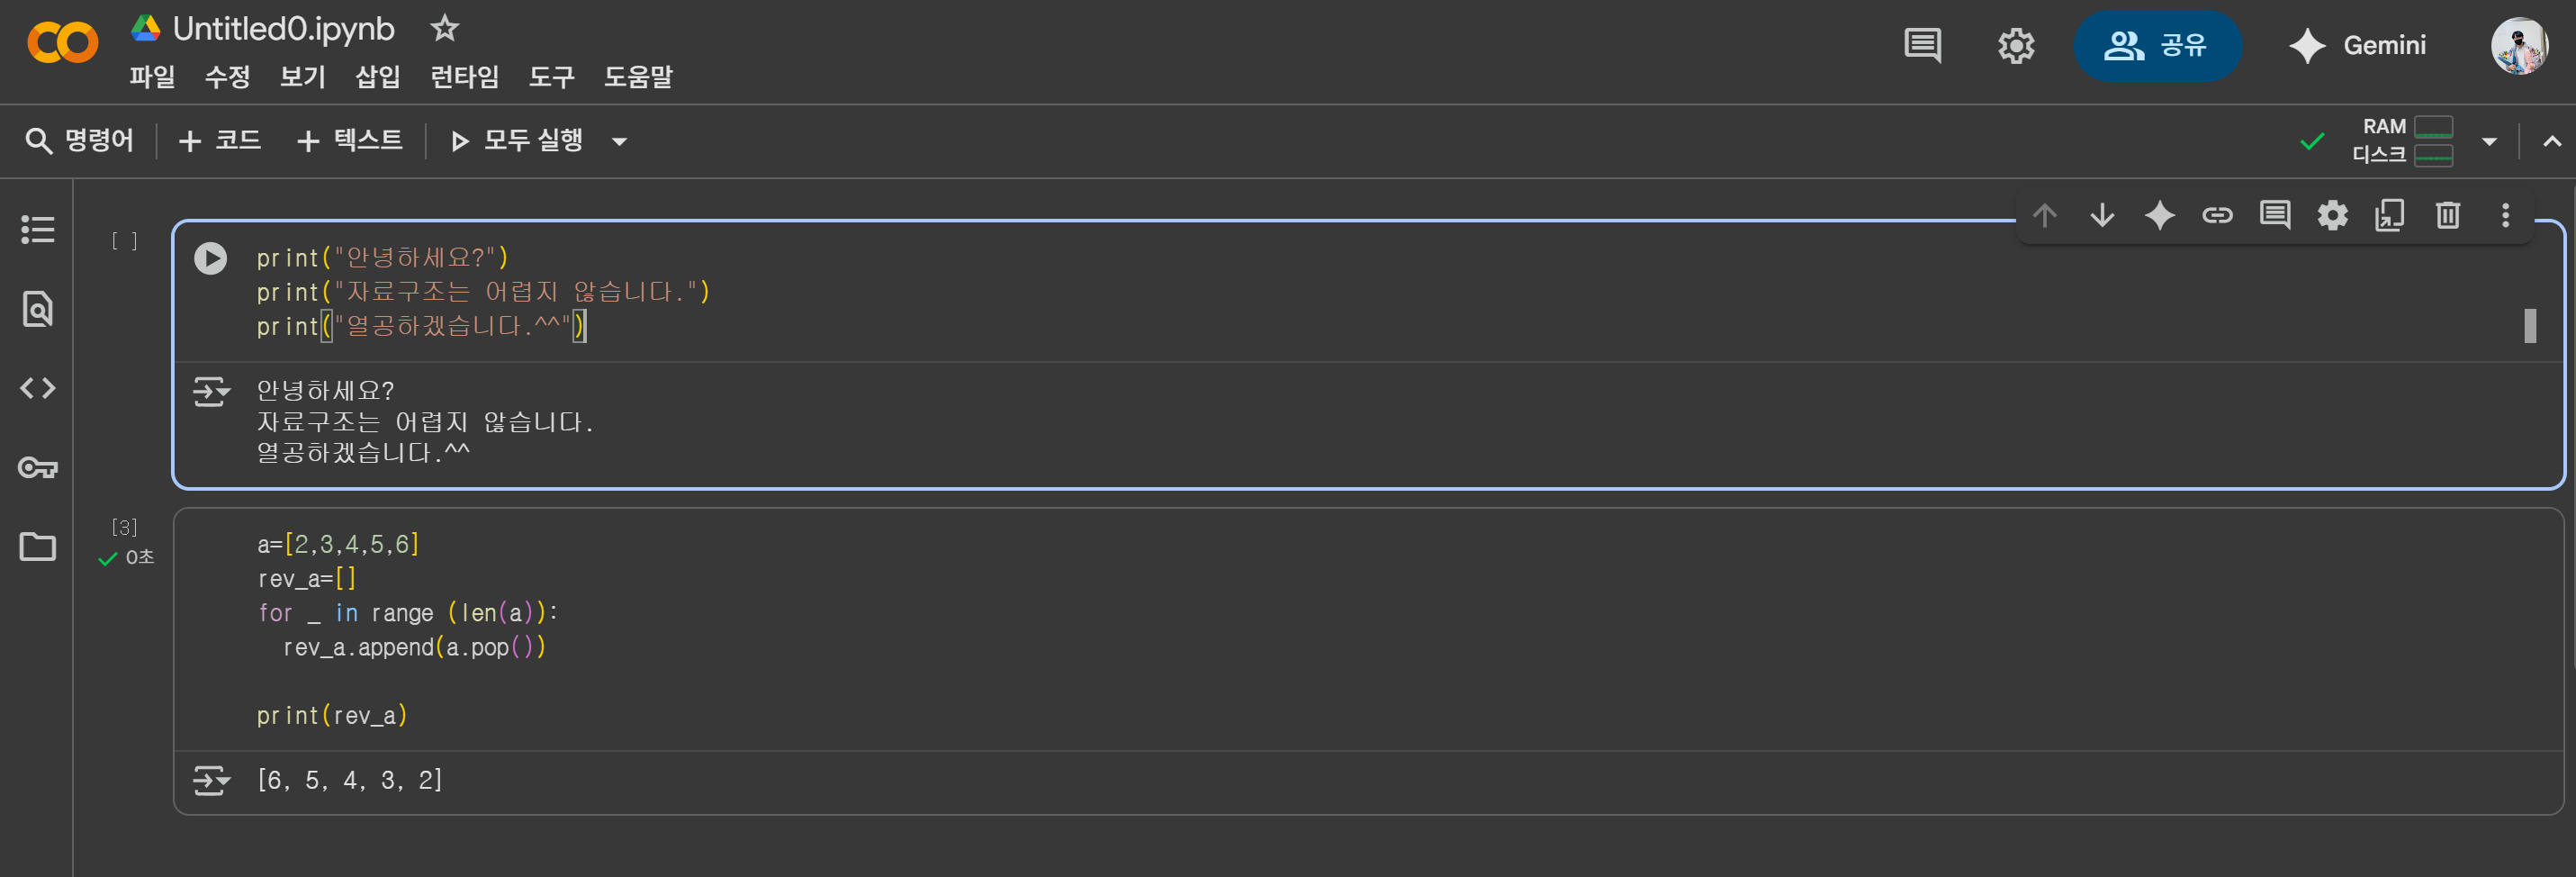 Untitled0.ipynb
파일 수정 보기 삽입 런타임 도구 도움말
공유
Gemini
명령어
코드
텍스트
모두 실행
RAM
디스크
[ ]
print("안녕하세요?")
print("자료구조는 어렵지 않습니다.")
print("열공하겠습니다.^^")
안녕하세요?
자료구조는 어렵지 않습니다.
열공하겠습니다.^^
[3]
0초
a=[2,3,4,5,6]
rev_a=[]
for _ in range (len(a)):
  rev_a.append(a.pop())
print(rev_a)
[6, 5, 4, 3, 2]